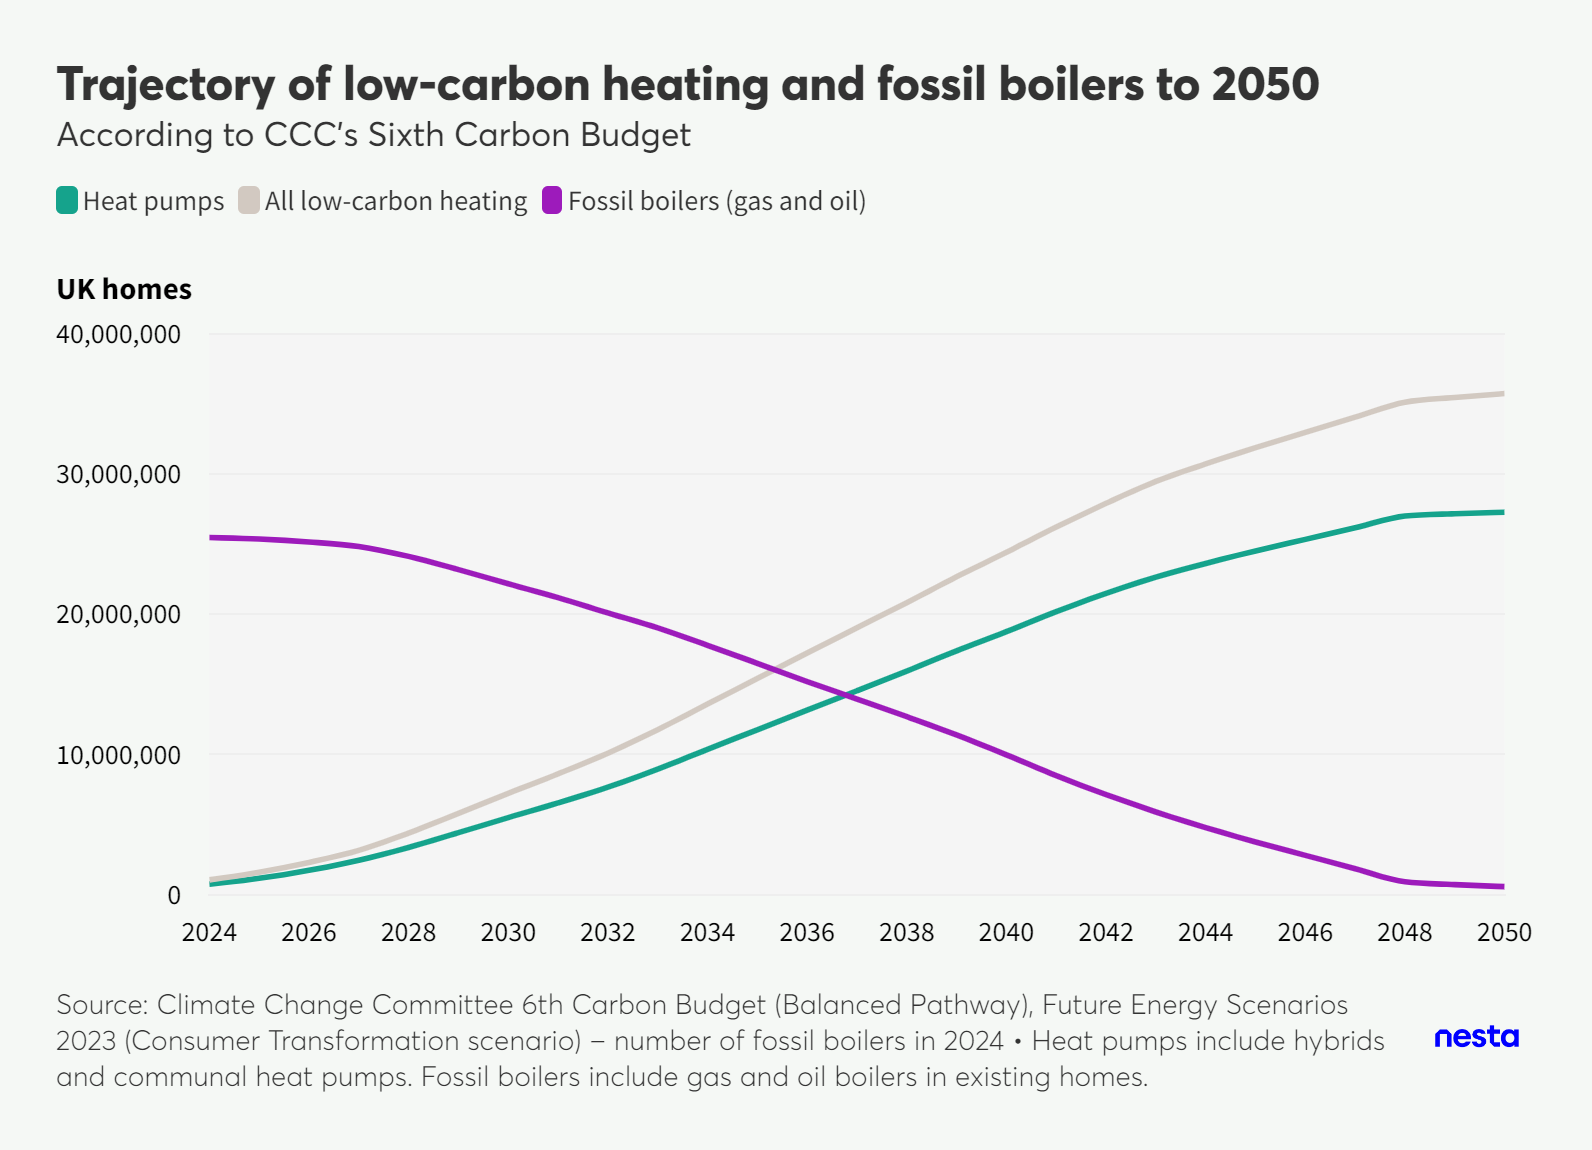 Trajectory of low-carbon heating and fossil boilers to 2050
According to CCC's Sixth Carbon Budget
Heat pumps All low-carbon heating Fossil boilers (gas and oil)
UK homes
40,000,000
30,000,000
20,000,000
10,000,000
0
2024 2026 2028 2030 2032 2034 2036 2038 2040 2042 2044 2046 2048 2050
Source: Climate Change Committee 6th Carbon Budget (Balanced Pathway), Future Energy Scenarios
2023 (Consumer Transformation scenario) – number of fossil boilers in 2024 • Heat pumps include hybrids
and communal heat pumps. Fossil boilers include gas and oil boilers in existing homes.
nesta